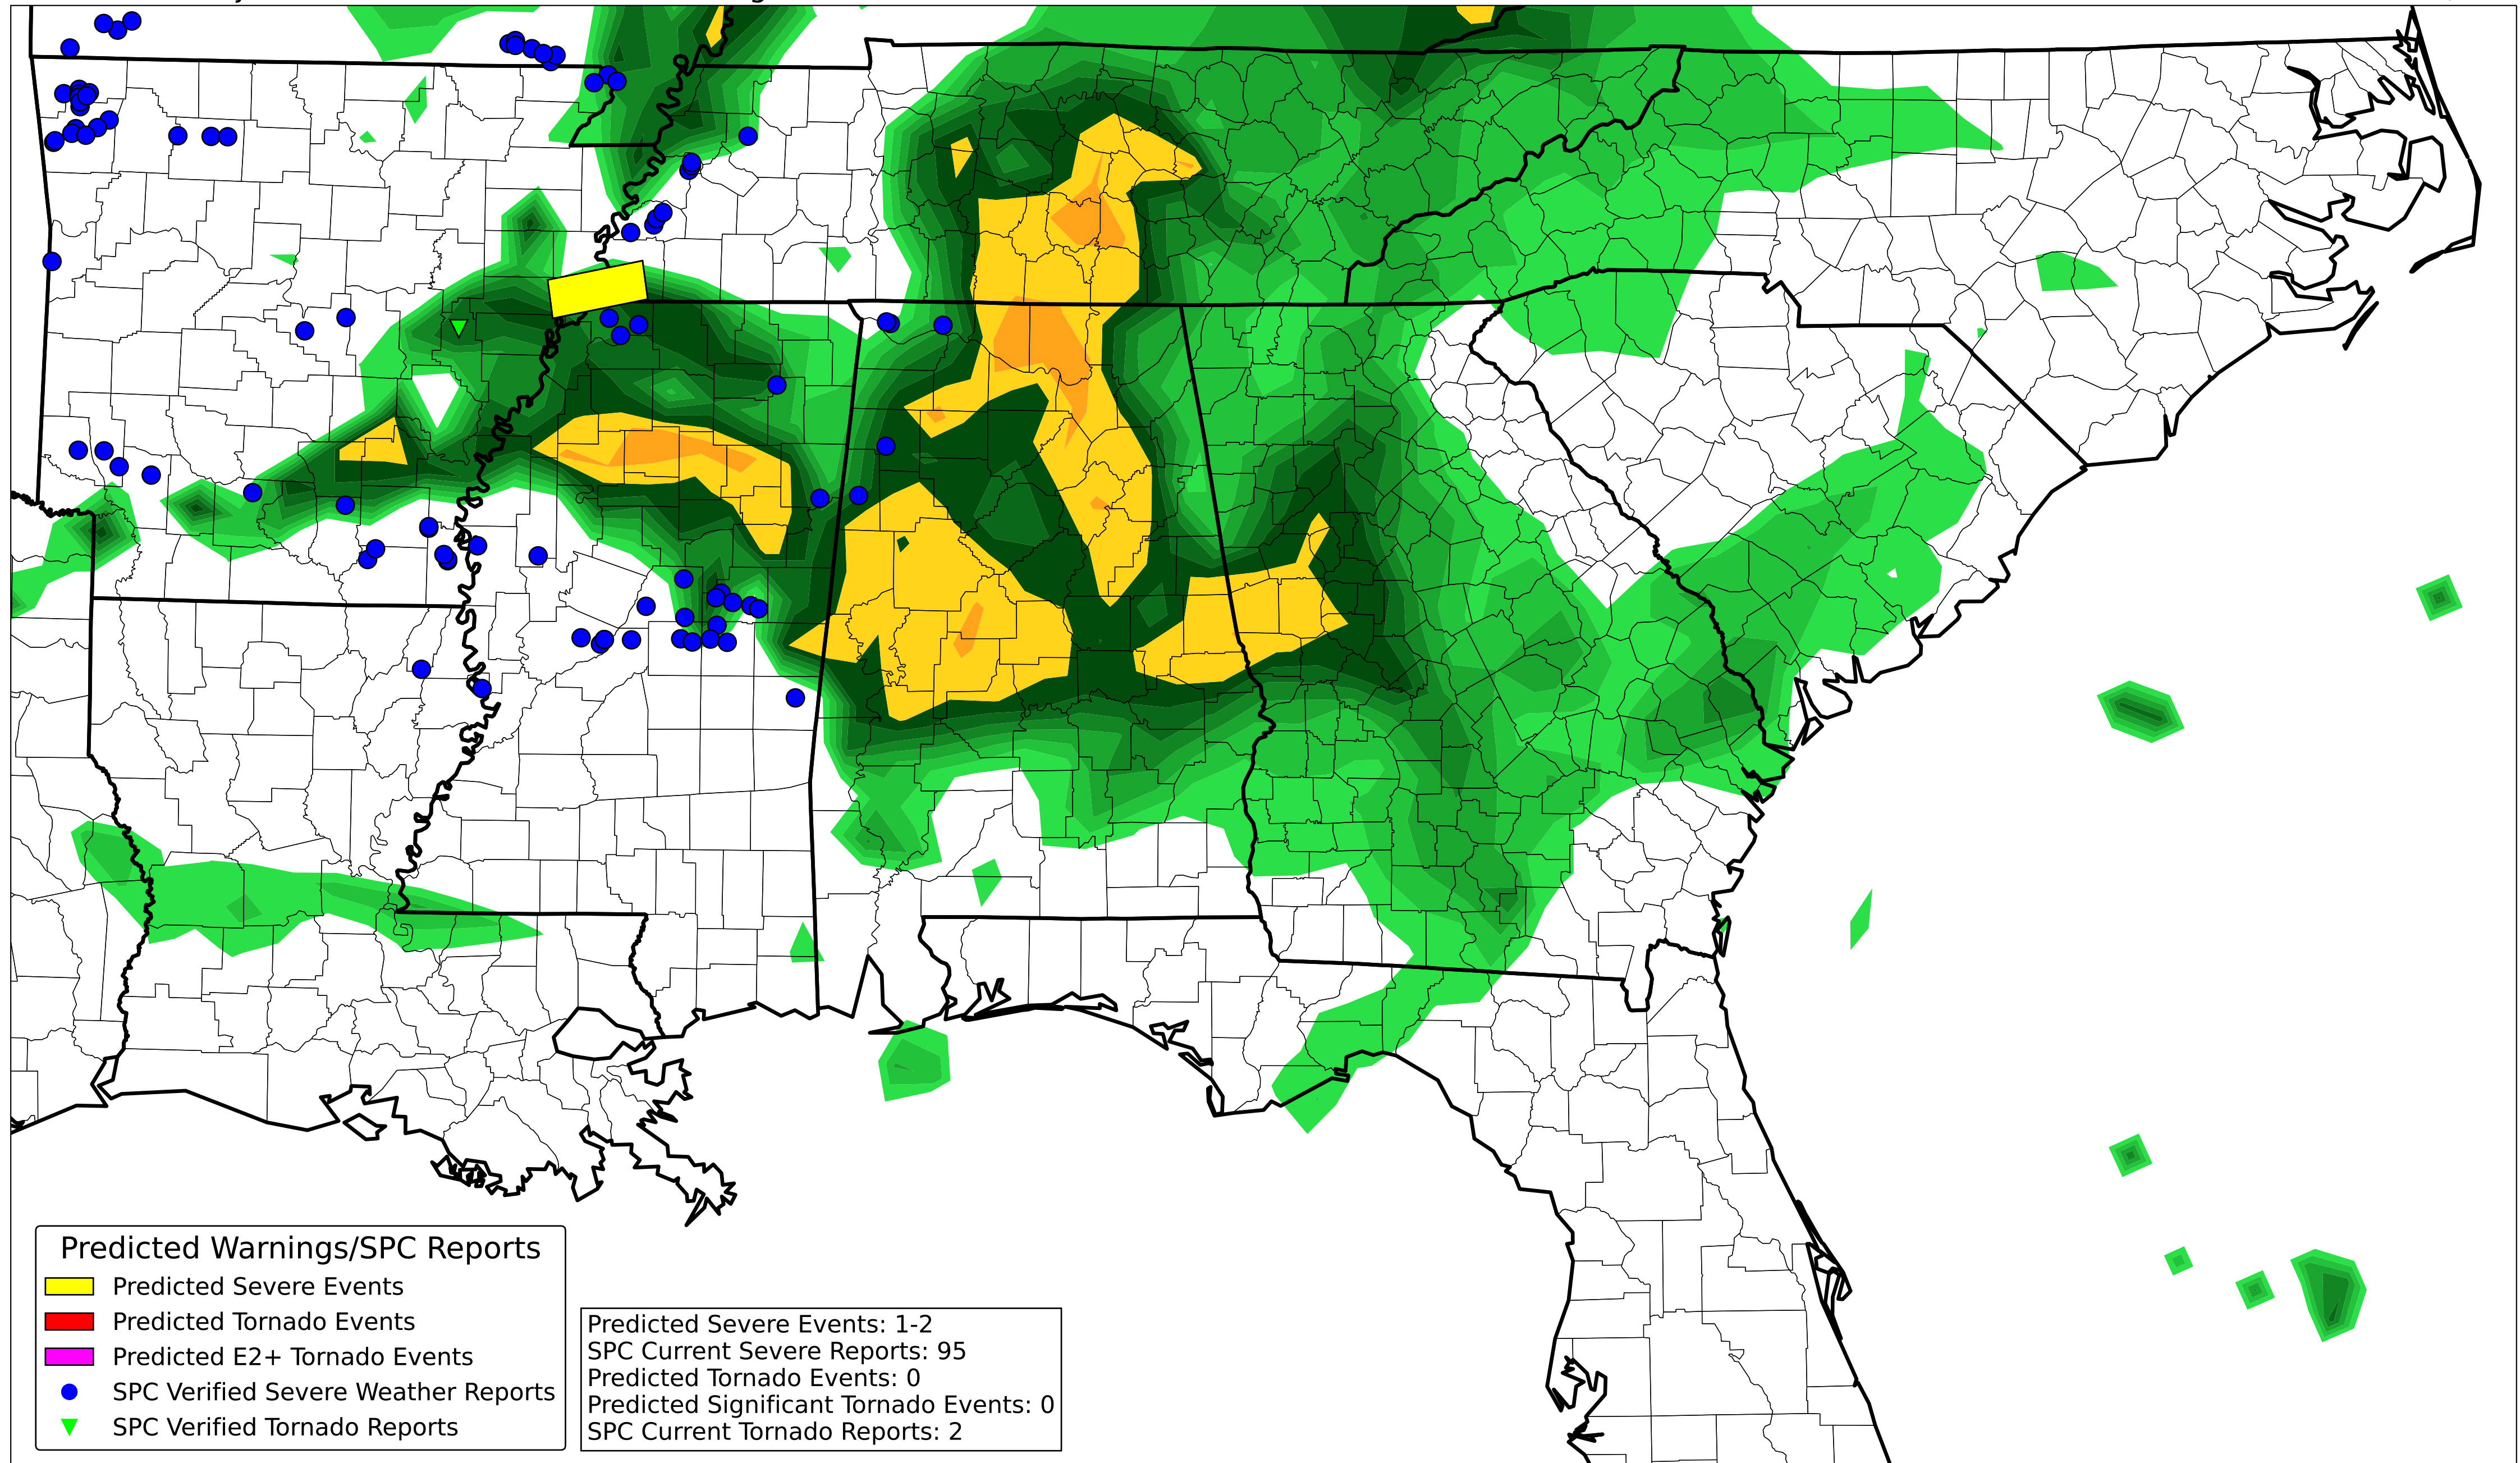 Predicted Warnings/SPC Reports
Predicted Severe Events
Predicted Tornado Events
Predicted E2+ Tornado Events
SPC Verified Severe Weather Reports
SPC Verified Tornado Reports
Predicted Severe Events: 1-2
SPC Current Severe Reports: 95
Predicted Tornado Events: 0
Predicted Significant Tornado Events: 0
SPC Current Tornado Reports: 2